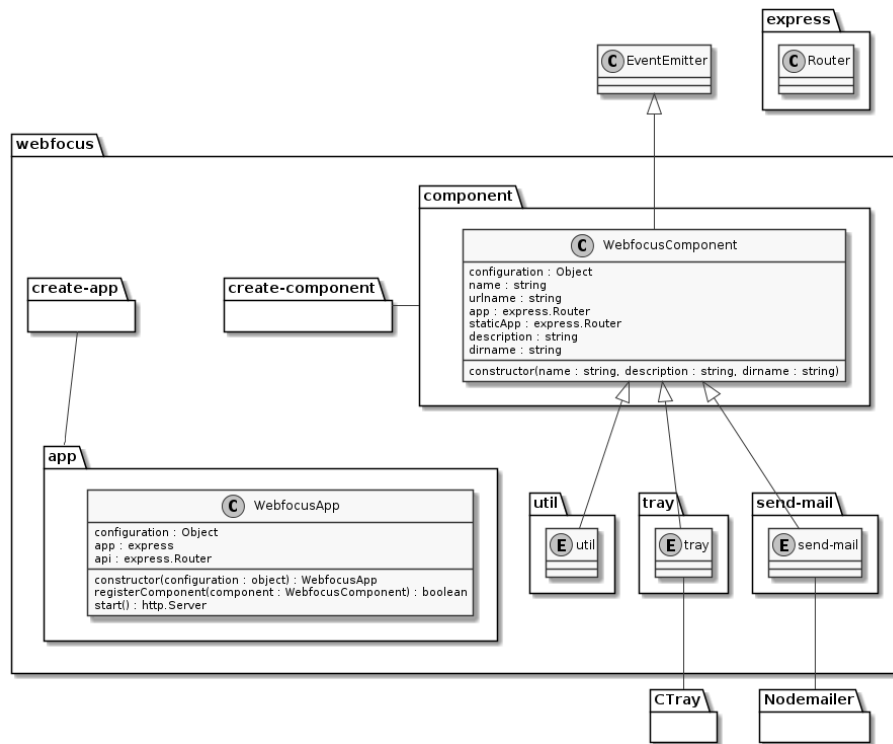 express
C EventEmitter
C Router
webfocus
component
C WebfocusComponent
configuration : Object
name : string
urlname : string
app : express.Router
staticApp : express.Router
description : string
dirname : string
constructor(name : string, description : string, dirname : string)
create-app
create-component
app
C WebfocusApp
configuration : Object
app : express
api : express.Router
constructor(configuration : object) : WebfocusApp
registerComponent(component : WebfocusComponent) : boolean
start() : http.Server
util
E util
tray
E tray
send-mail
E send-mail
CTray
Nodemailer